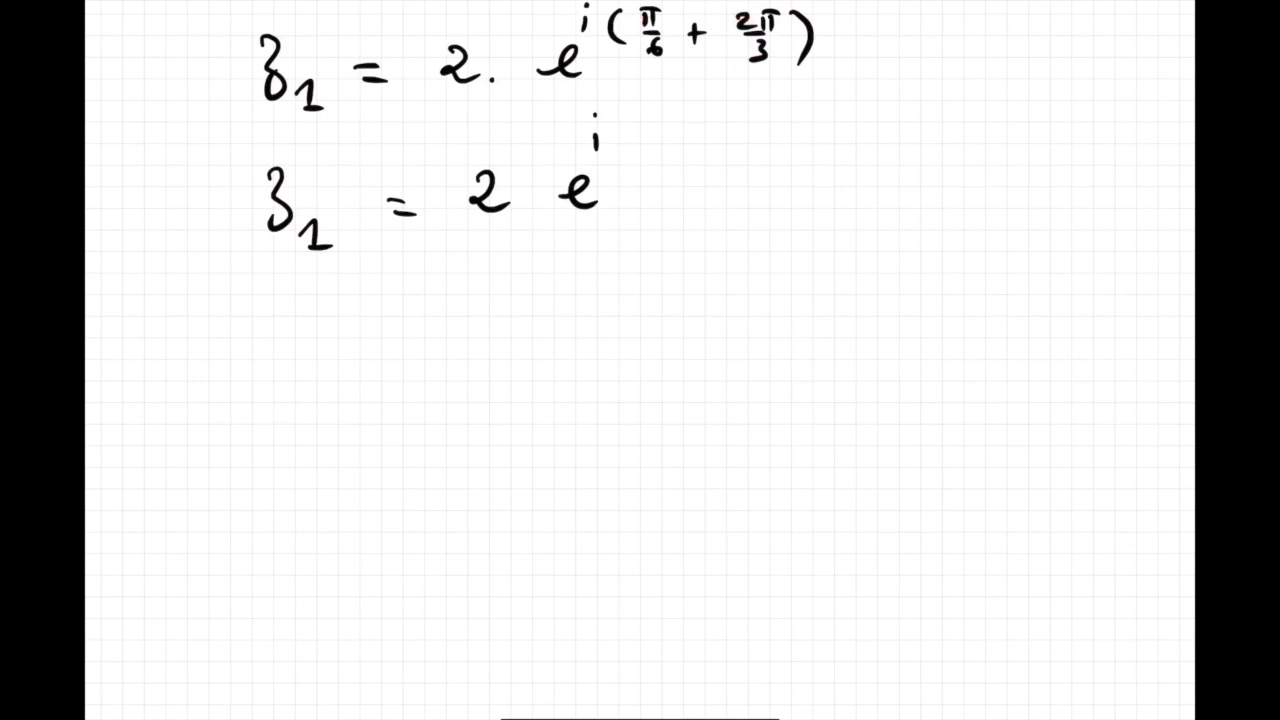 z₁ = 2. e^{i(π/6 + 2π/3)}
z₁ = 2 e^{i}